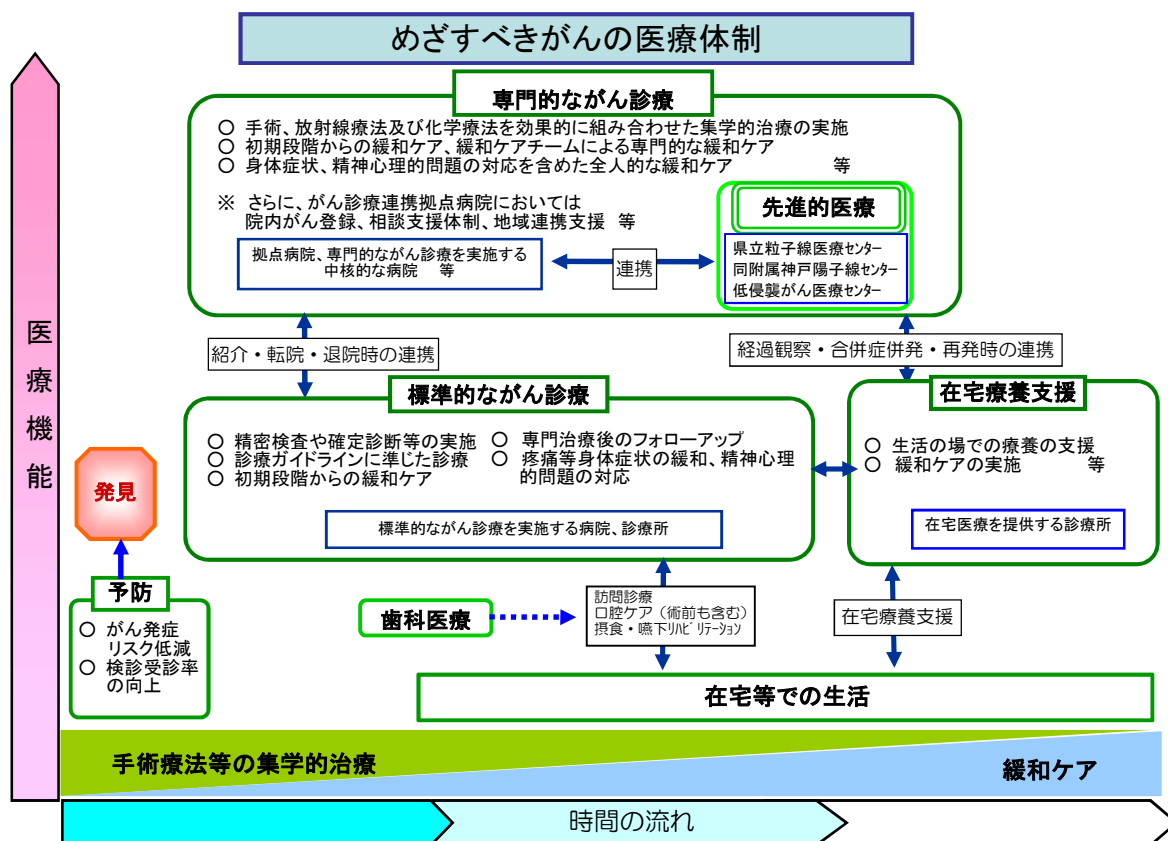 めざすべきがんの医療体制
専門的ながん診療
○ 手術、放射線療法及び化学療法を効果的に組み合わせた集学的治療の実施
○ 初期段階からの緩和ケア、緩和ケアチームによる専門的な緩和ケア
○ 身体症状、精神心理的問題の対応を含めた全人的な緩和ケア 等
※ さらに、がん診療連携拠点病院においては
院内がん登録、相談支援体制、地域連携支援 等
拠点病院、専門的ながん診療を実施する
中核的な病院 等
連携
先進的医療
県立粒子線医療センター
同附属神戸陽子線センター
低侵襲がん医療センター
医療機能
紹介・転院・退院時の連携
経過観察・合併症併発・再発時の連携
標準的ながん診療
○ 精密検査や確定診断等の実施
○ 診療ガイドラインに準じた診療
○ 初期段階からの緩和ケア
○ 専門治療後のフォローアップ
○ 疼痛等身体症状の緩和、精神心理
的問題の対応
標準的ながん診療を実施する病院、診療所
在宅療養支援
○ 生活の場での療養の支援
○ 緩和ケアの実施 等
在宅医療を提供する診療所
発見
予防
○ がん発症
リスク低減
○ 検診受診率
の向上
歯科医療
訪問診療
口腔ケア（術前も含む）
摂食・嚥下ﾘﾊﾋﾞﾘﾃｰｼｮﾝ
在宅療養支援
在宅等での生活
手術療法等の集学的治療
緩和ケア
時間の流れ